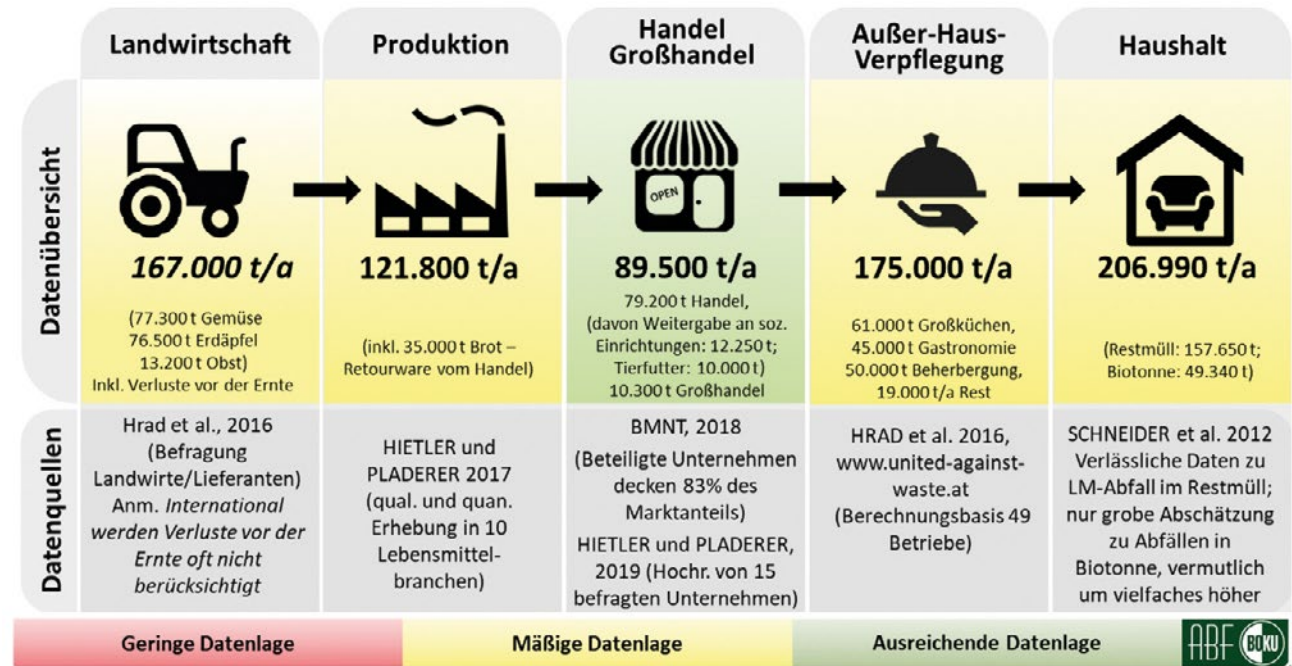 Landwirtschaft
Produktion
Handel
Großhandel
Außer-Haus-
Verpflegung
Haushalt
Datenübersicht
167.000 t/a
(77.300 t Gemüse
76.500 t Erdäpfel
13.200 t Obst)
Inkl. Verluste vor der Ernte
121.800 t/a
(inkl. 35.000 t Brot –
Retourware vom Handel)
OPEN
89.500 t/a
79.200 t Handel,
(davon Weitergabe an soz.
Einrichtungen: 12.250 t;
Tierfutter: 10.000 t)
10.300 t Großhandel
175.000 t/a
61.000 t Großküchen,
45.000 t Gastronomie
50.000 t Beherbergung,
19.000 t/a Rest
206.990 t/a
(Restmüll: 157.650 t;
Biotonne: 49.340 t)
Datenquellen
Hrad et al., 2016
(Befragung
Landwirte/Lieferanten)
Anm. International
werden Verluste vor der
Ernte oft nicht
berücksichtigt
HIETLER und
PLADERER 2017
(qual. und quan.
Erhebung in 10
Lebensmittel-
branchen)
BMNT, 2018
(Beteiligte Unternehmen
decken 83% des
Marktanteils)
HIETLER und PLADERER,
2019 (Hochr. von 15
befragten Unternehmen)
HRAD et al. 2016,
www.united-against-
waste.at
(Berechnungsbasis 49
Betriebe)
SCHNEIDER et al. 2012
Verlässliche Daten zu
LM-Abfall im Restmüll;
nur grobe Abschätzung
zu Abfällen in
Biotonne, vermutlich
um vielfaches höher
Geringe Datenlage
Mäßige Datenlage
Ausreichende Datenlage
ABF
BOKU